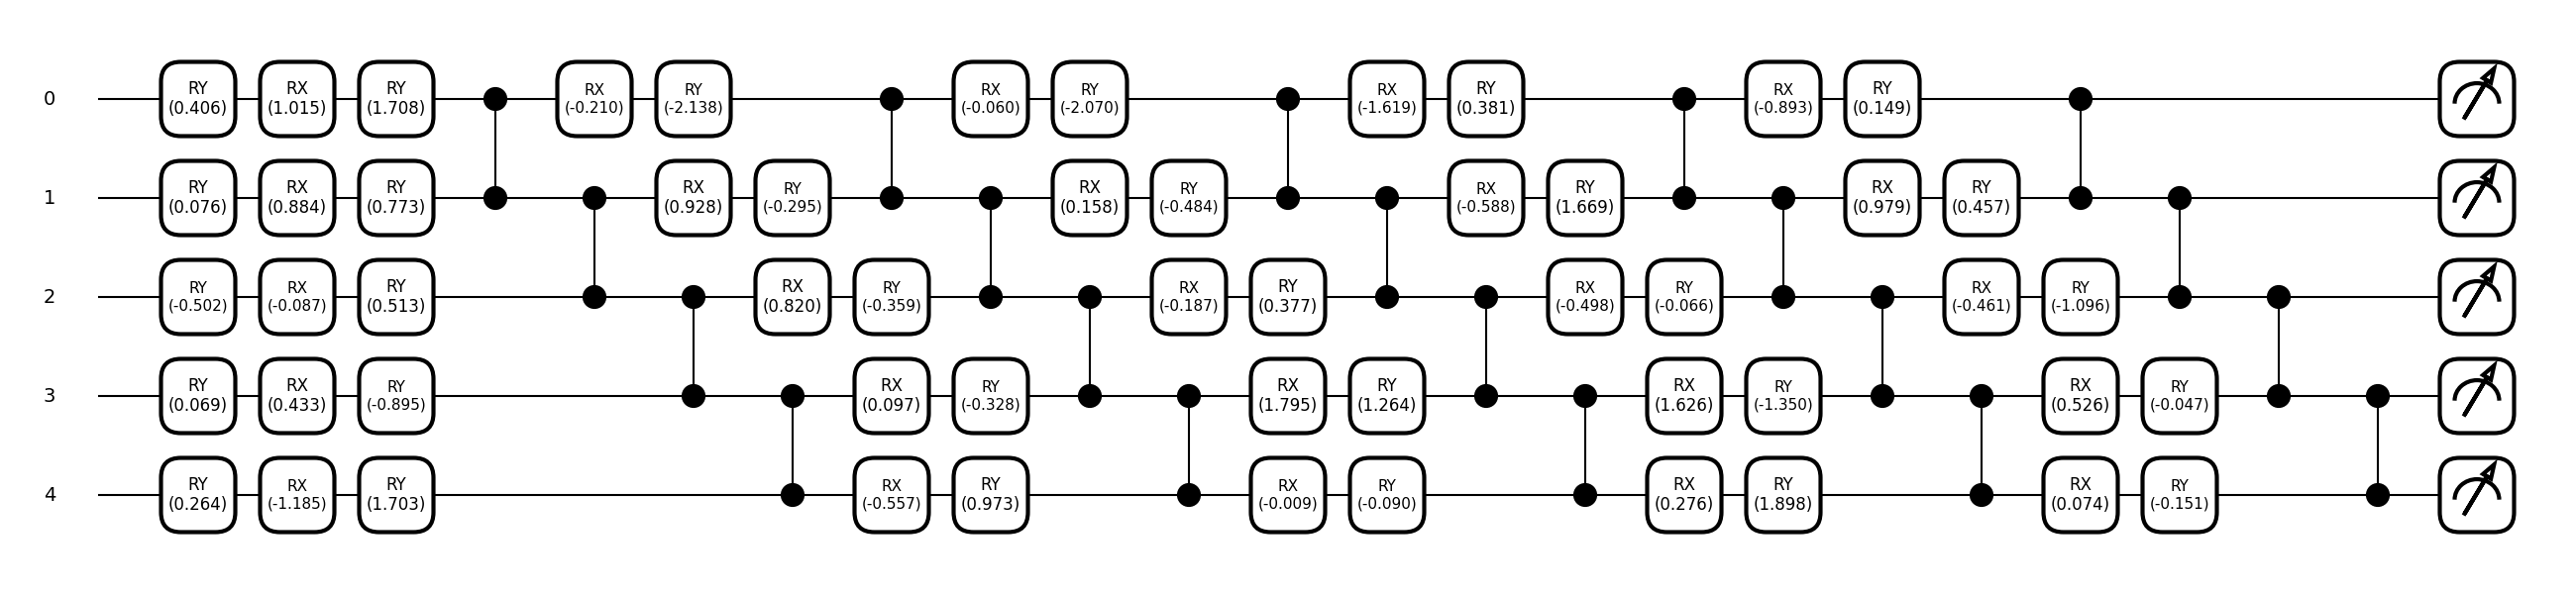 0 RY RX RY RX RY RX RY RX RY RX RY
(0.406) (1.015) (1.708) (-0.210) (-2.138) (-0.060) (-2.070) (-1.619) (0.381) (-0.893) (0.149)
1 RY RX RY RX RY RX RY RX RY RX RY
(0.076) (0.884) (0.773) (0.928) (-0.295) (0.158) (-0.484) (-0.588) (1.669) (0.979) (0.457)
2 RY RX RY RX RY RX RY RX RY RX RY
(-0.502) (-0.087) (0.513) (0.820) (-0.359) (-0.187) (0.377) (-0.498) (-0.066) (-0.461) (-1.096)
3 RY RX RY RX RY RX RY RX RY RX RY
(0.069) (0.433) (-0.895) (0.097) (-0.328) (1.795) (1.264) (1.626) (-1.350) (0.526) (-0.047)
4 RY RX RY RX RY RX RY RX RY RX RY
(0.264) (-1.185) (1.703) (-0.557) (0.973) (-0.009) (-0.090) (0.276) (1.898) (0.074) (-0.151)